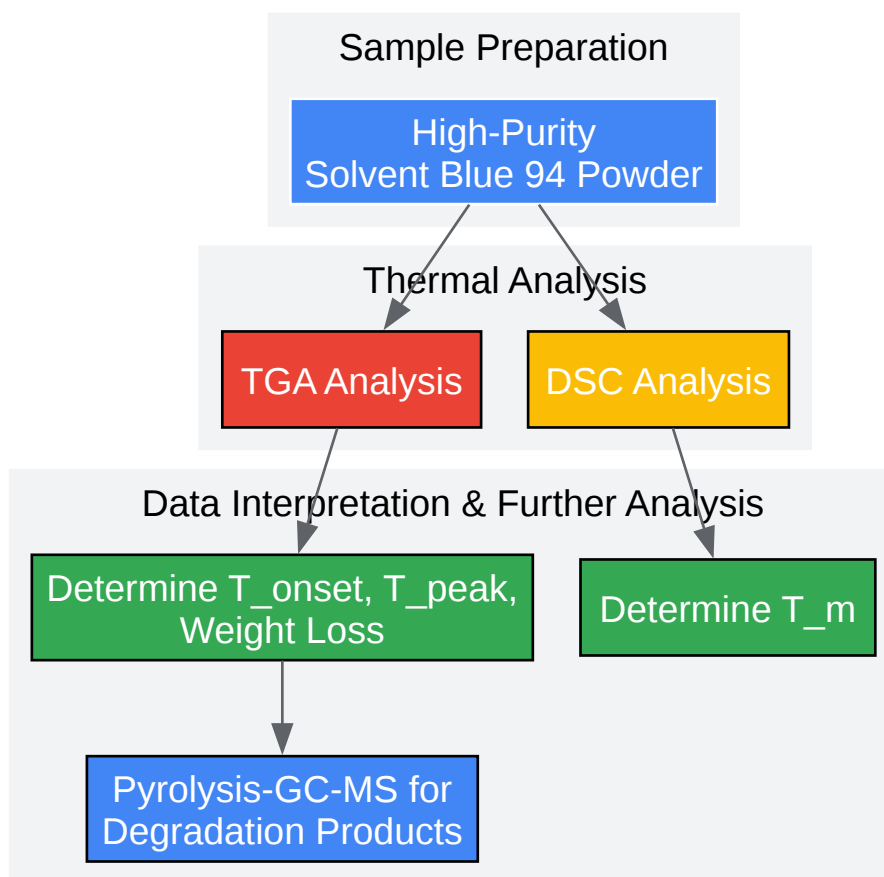 Sample Preparation
High-Purity
Solvent Blue 94 Powder
Thermal Analysis
TGA Analysis
DSC Analysis
Data Interpretation & Further Analysis
Determine T_onset, T_peak,
Weight Loss
Determine T_m
Pyrolysis-GC-MS for
Degradation Products